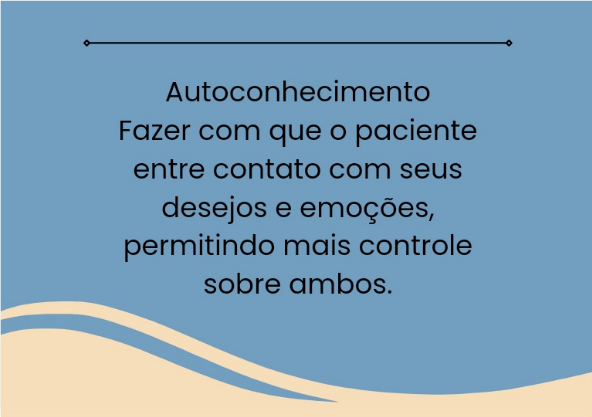 Autoconhecimento
Fazer com que o paciente
entre contato com seus
desejos e emoções,
permitindo mais controle
sobre ambos.